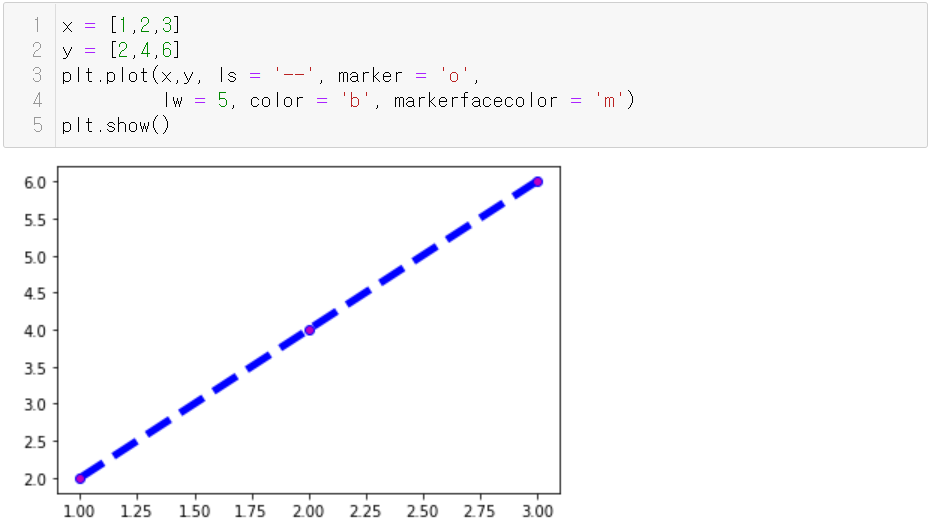 1 x = [1,2,3]
2 y = [2,4,6]
3 plt.plot(x,y, ls = '--', marker = 'o',
4 lw = 5, color = 'b', markerfacecolor = 'm')
5 plt.show()
6.0
5.5
5.0
4.5
4.0
3.5
3.0
2.5
2.0
1.00 1.25 1.50 1.75 2.00 2.25 2.50 2.75 3.00